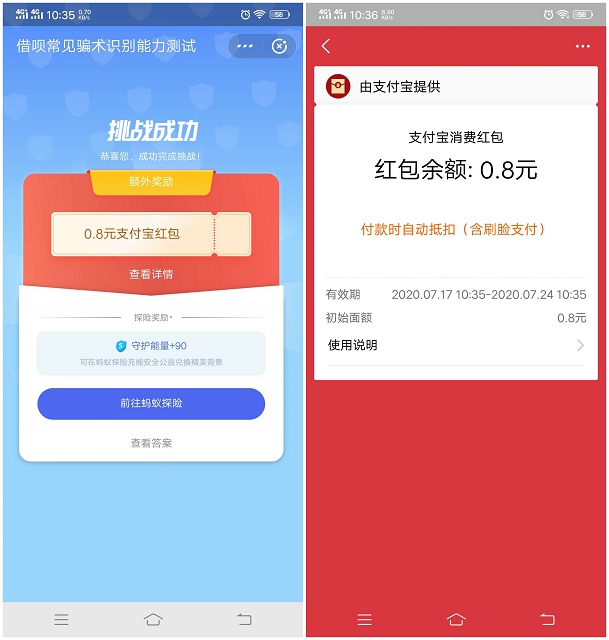 4G 4G 10:35 0.70 KB/s 56
借呗常见骗术识别能力测试
挑战成功
恭喜您，成功完成挑战！
额外奖励
0.8元支付宝红包
查看详情
探险奖励
守护能量+90
可在蚂蚁探险充能安全公益兑换精美背景
前往蚂蚁探险
查看答案
4G 4G 10:36 5.90 KB/s 56
由支付宝提供
支付宝消费红包
红包余额: 0.8元
付款时自动抵扣（含刷脸支付）
有效期 2020.07.17 10:35-2020.07.24 10:35
初始面额 0.8元
使用说明